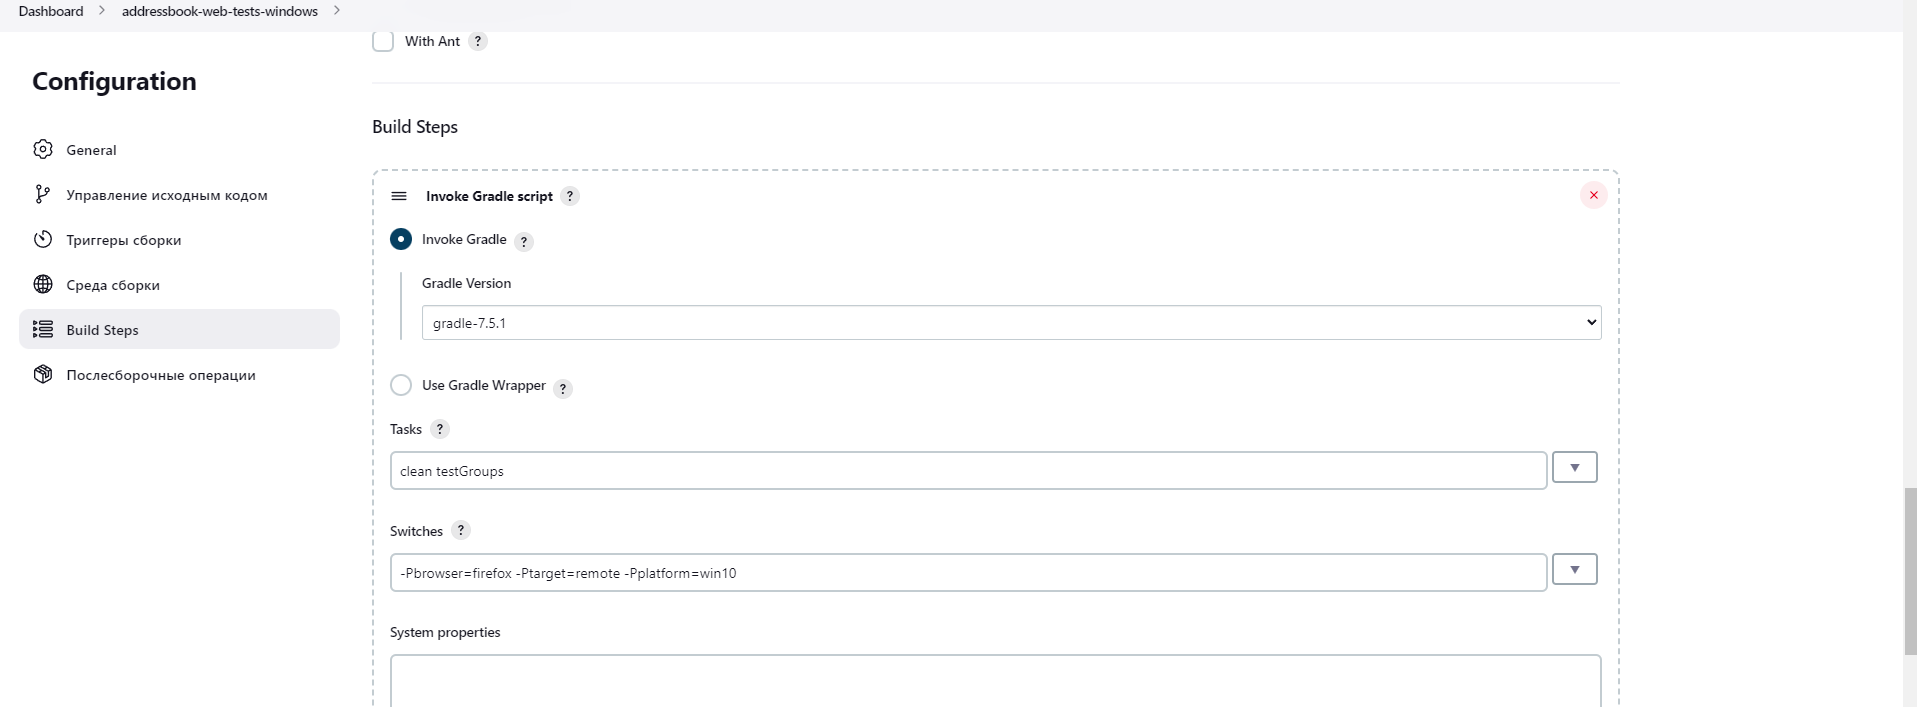 Dashboard > addressbook-web-tests-windows >
With Ant ?
Configuration
General
Управление исходным кодом
Триггеры сборки
Среда сборки
Build Steps
Послесборочные операции
Build Steps
Invoke Gradle script ?
Invoke Gradle ?
Gradle Version
gradle-7.5.1
Use Gradle Wrapper ?
Tasks ?
clean testGroups
Switches ?
-Pbrowser=firefox -Ptarget=remote -Pplatform=win10
System properties